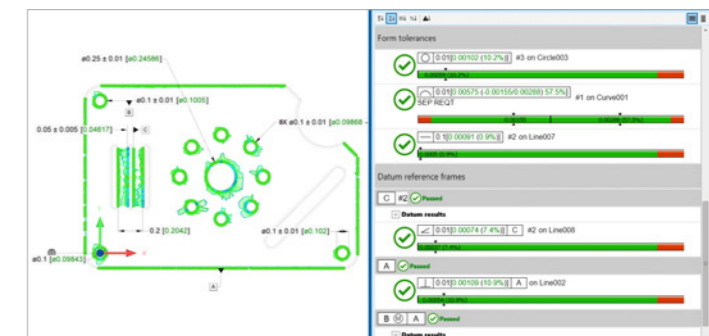 ø0.25 ± 0.01 [ø0.24586]
ø0.1 ± 0.01 [ø0.1005]
B
8X ø0.1 ± 0.01 [ø0.09868 -
0.05 ± 0.005 [0.04617]
C
Y
0.2 [0.2042]
ø0.1 ± 0.01 [ø0.102]
X
ø0.1 [ø0.09843]
A
Form tolerances
0.01[0.00102 (10.2%)] #3 on Circle003
0.01[0.00575 (-0.00155/0.00288) 57.5%] #1 on Curve001
SEP REQT
0.1[0.00091 (0.9%)] #2 on Line007
Datum reference frames
C #2 Passed
Datum results
0.01[0.00074 (7.4%)] C #2 on Line008
A Passed
0.01[0.00109 (10.9%)] A on Line002
B Ⓜ A Passed
Datum results